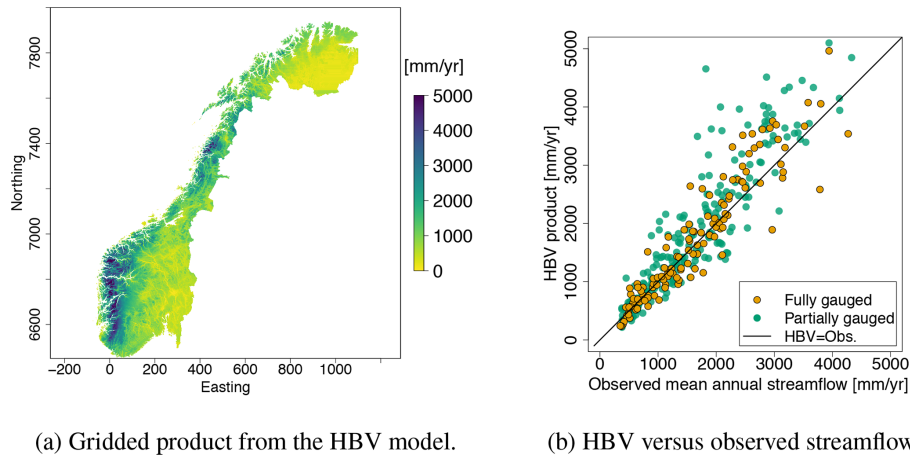 [mm/yr]
5000
4000
3000
2000
1000
0
7800
7400
7000
6600
Northing
−200 0 200 400 600 800 1000
Easting
(a) Gridded product from the HBV model.
5000
4000
3000
2000
1000
0
HBV product [mm/yr]
Fully gauged
Partially gauged
HBV=Obs.
0 1000 2000 3000 4000 5000
Observed mean annual streamflow [mm/yr]
(b) HBV versus observed streamflow